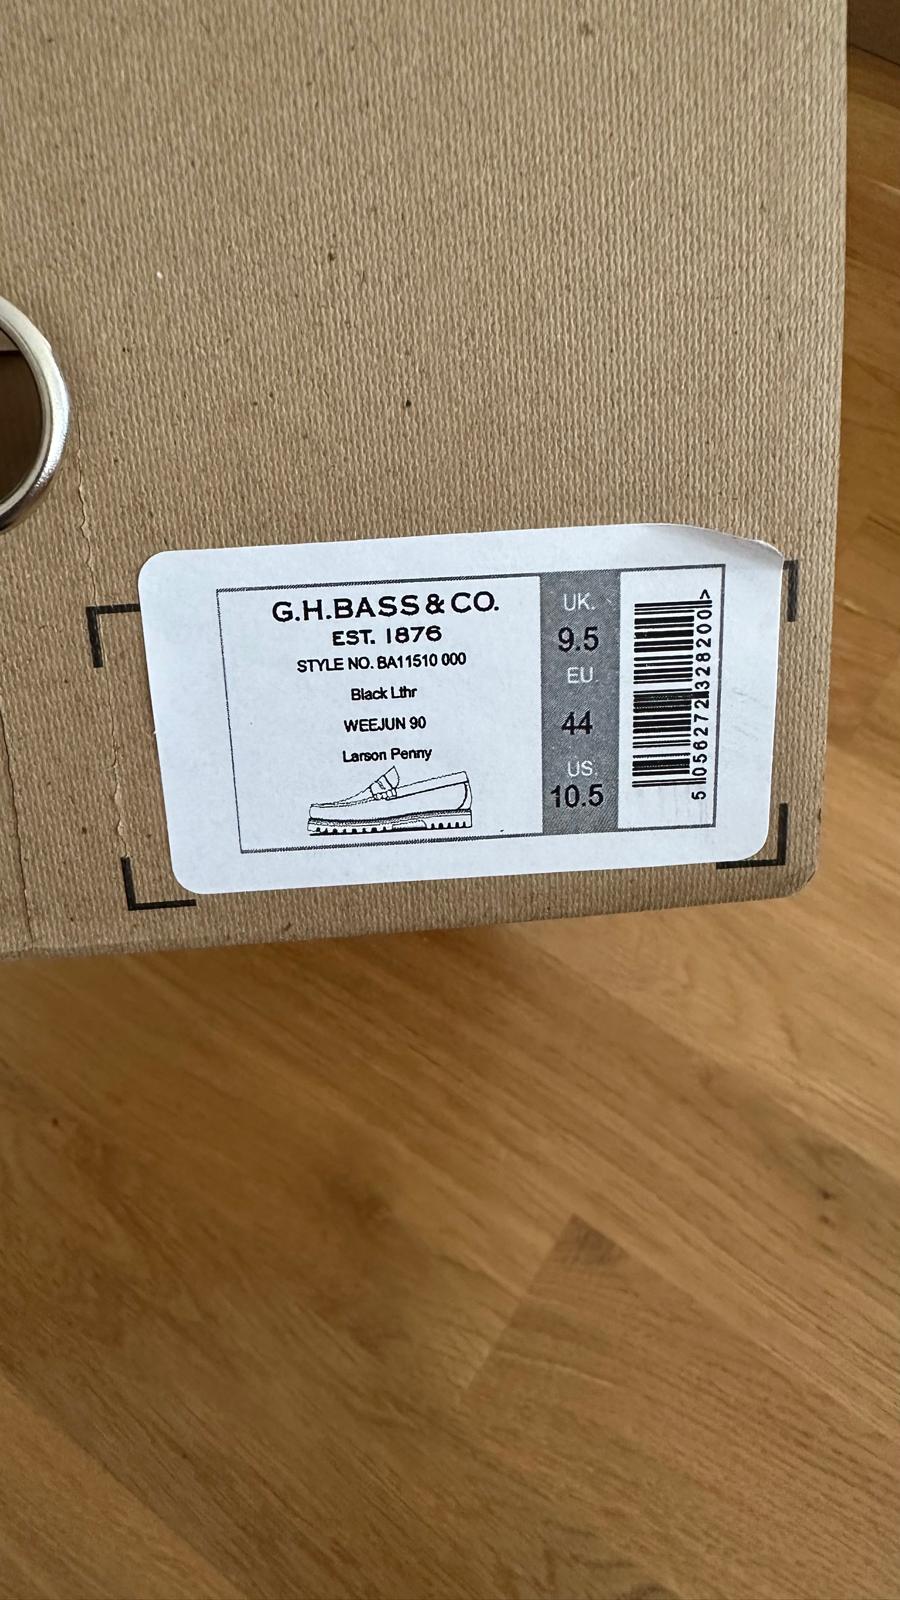 G.H.BASS & CO.
EST. 1876
STYLE NO. BA11510 000
Black Lthr
WEEJUN 90
Larson Penny
UK.
9.5
EU
44
US.
10.5
5 056272 328200 >